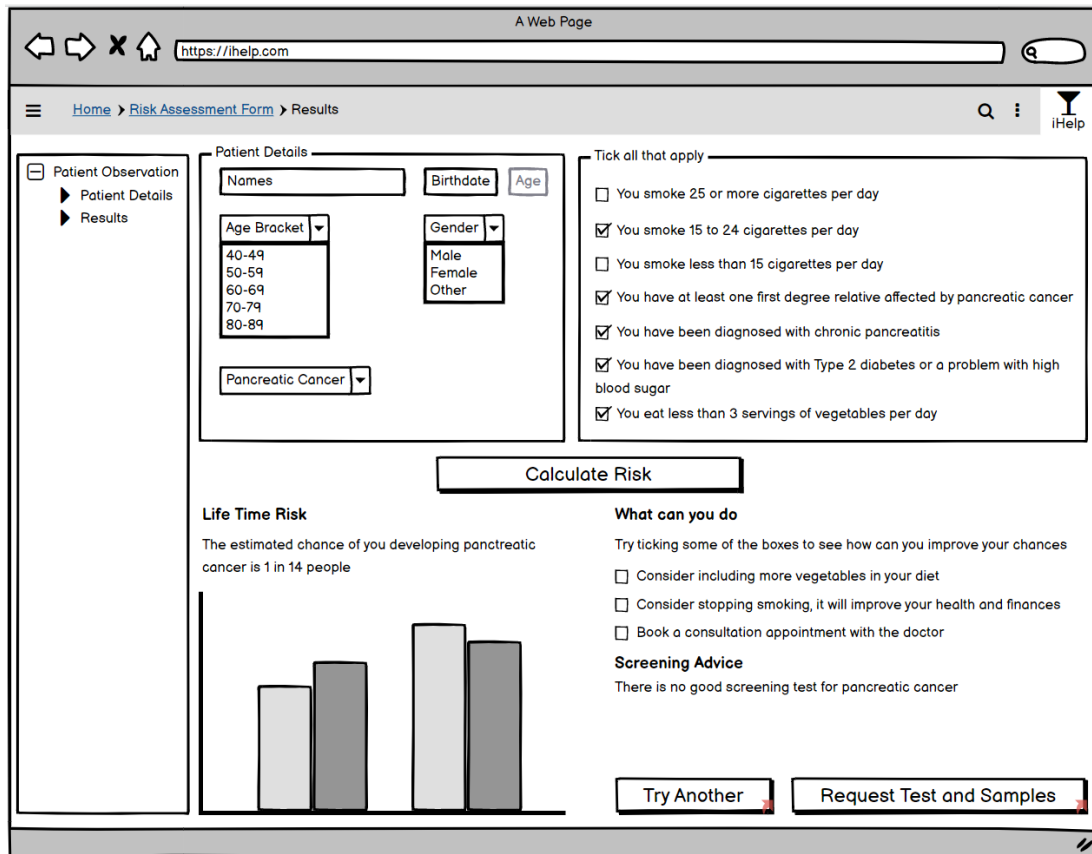 A Web Page
https://ihelp.com
Home Risk Assessment Form Results
iHelp
Patient Observation
Patient Details
Results
Patient Details
Names
Birthdate
Age
Age Bracket
40-49
50-59
60-69
70-79
80-89
Gender
Male
Female
Other
Pancreatic Cancer
Tick all that apply
You smoke 25 or more cigarettes per day
You smoke 15 to 24 cigarettes per day
You smoke less than 15 cigarettes per day
You have at least one first degree relative affected by pancreatic cancer
You have been diagnosed with chronic pancreatitis
You have been diagnosed with Type 2 diabetes or a problem with high
blood sugar
You eat less than 3 servings of vegetables per day
Calculate Risk
Life Time Risk
The estimated chance of you developing panctreatic
cancer is 1 in 14 people
What can you do
Try ticking some of the boxes to see how can you improve your chances
Consider including more vegetables in your diet
Consider stopping smoking, it will improve your health and finances
Book a consultation appointment with the doctor
Screening Advice
There is no good screening test for pancreatic cancer
Try Another
Request Test and Samples